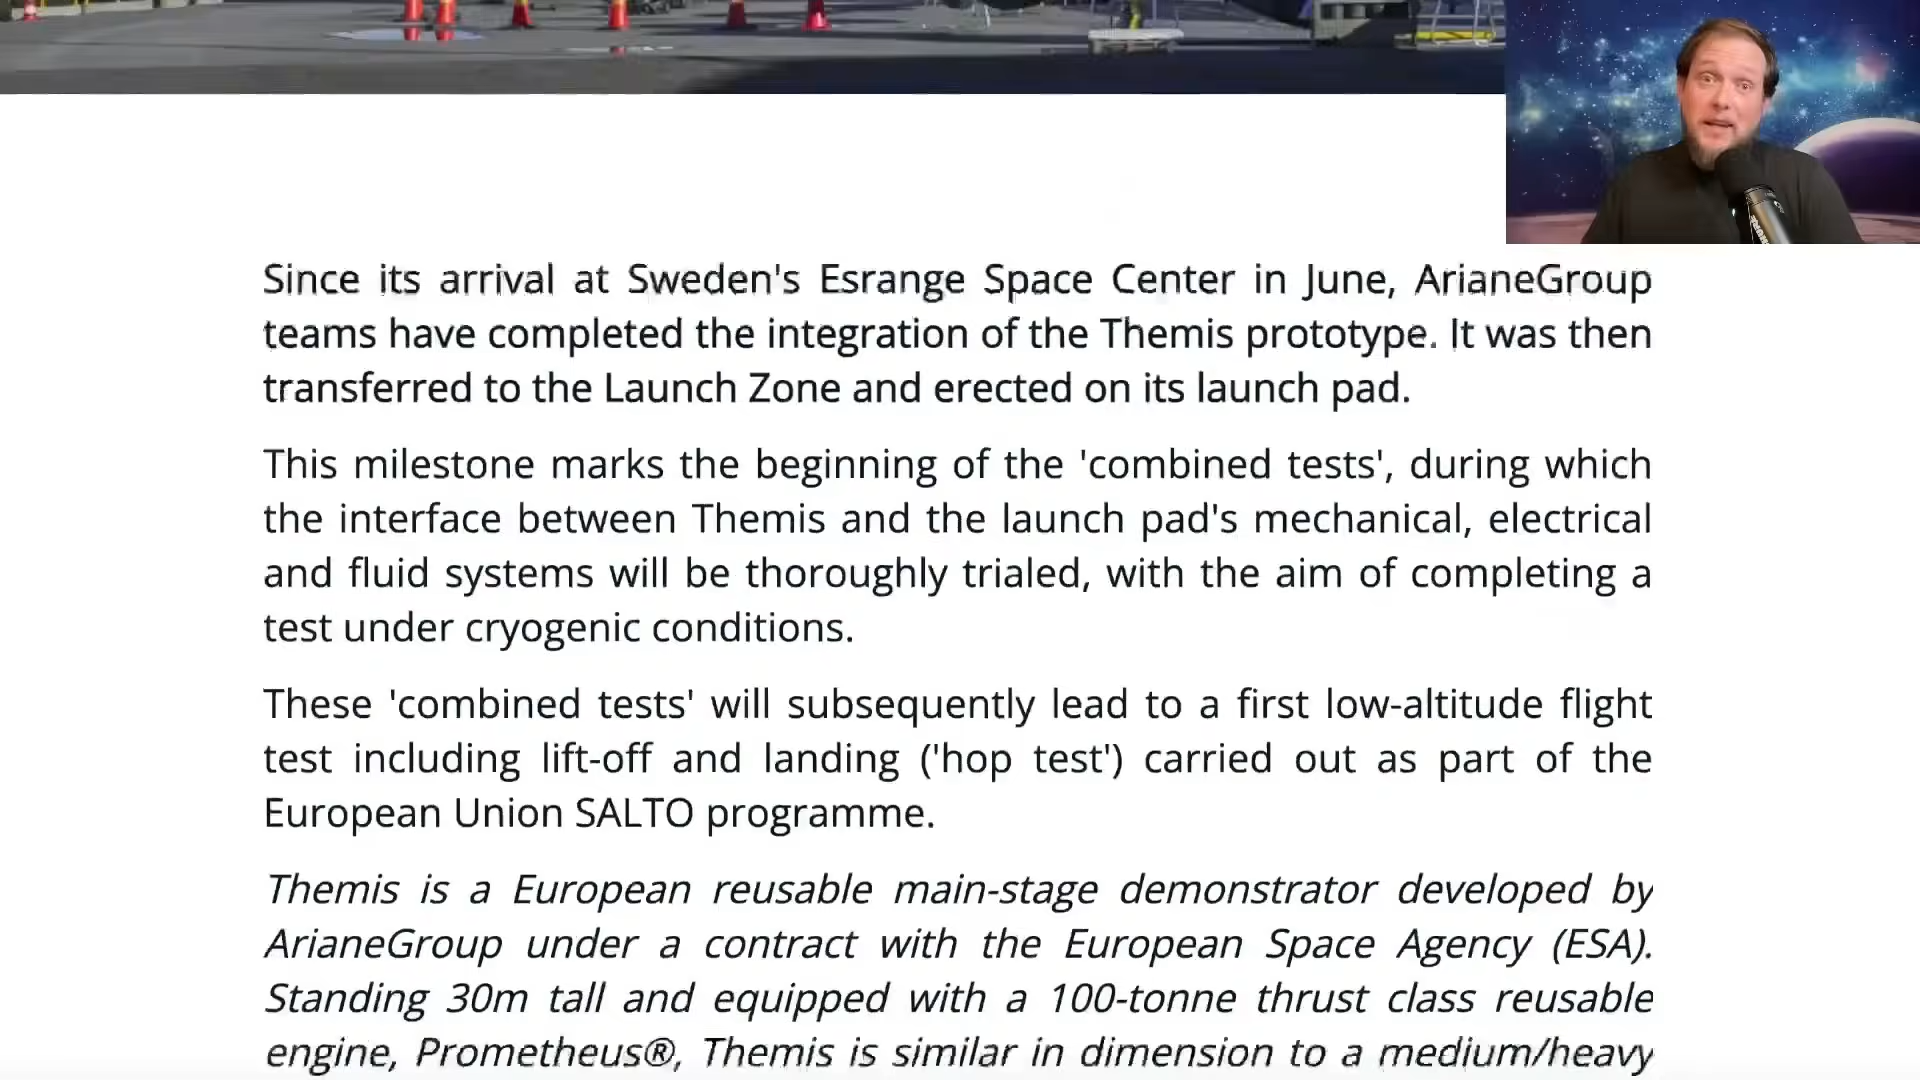 Since its arrival at Sweden's Esrange Space Center in June, ArianeGroup
teams have completed the integration of the Themis prototype. It was then
transferred to the Launch Zone and erected on its launch pad.
This milestone marks the beginning of the 'combined tests', during which
the interface between Themis and the launch pad's mechanical, electrical
and fluid systems will be thoroughly trialed, with the aim of completing a
test under cryogenic conditions.
These 'combined tests' will subsequently lead to a first low-altitude flight
test including lift-off and landing ('hop test') carried out as part of the
European Union SALTO programme.
Themis is a European reusable main-stage demonstrator developed by
ArianeGroup under a contract with the European Space Agency (ESA).
Standing 30m tall and equipped with a 100-tonne thrust class reusable
engine, Prometheus®, Themis is similar in dimension to a medium/heavy